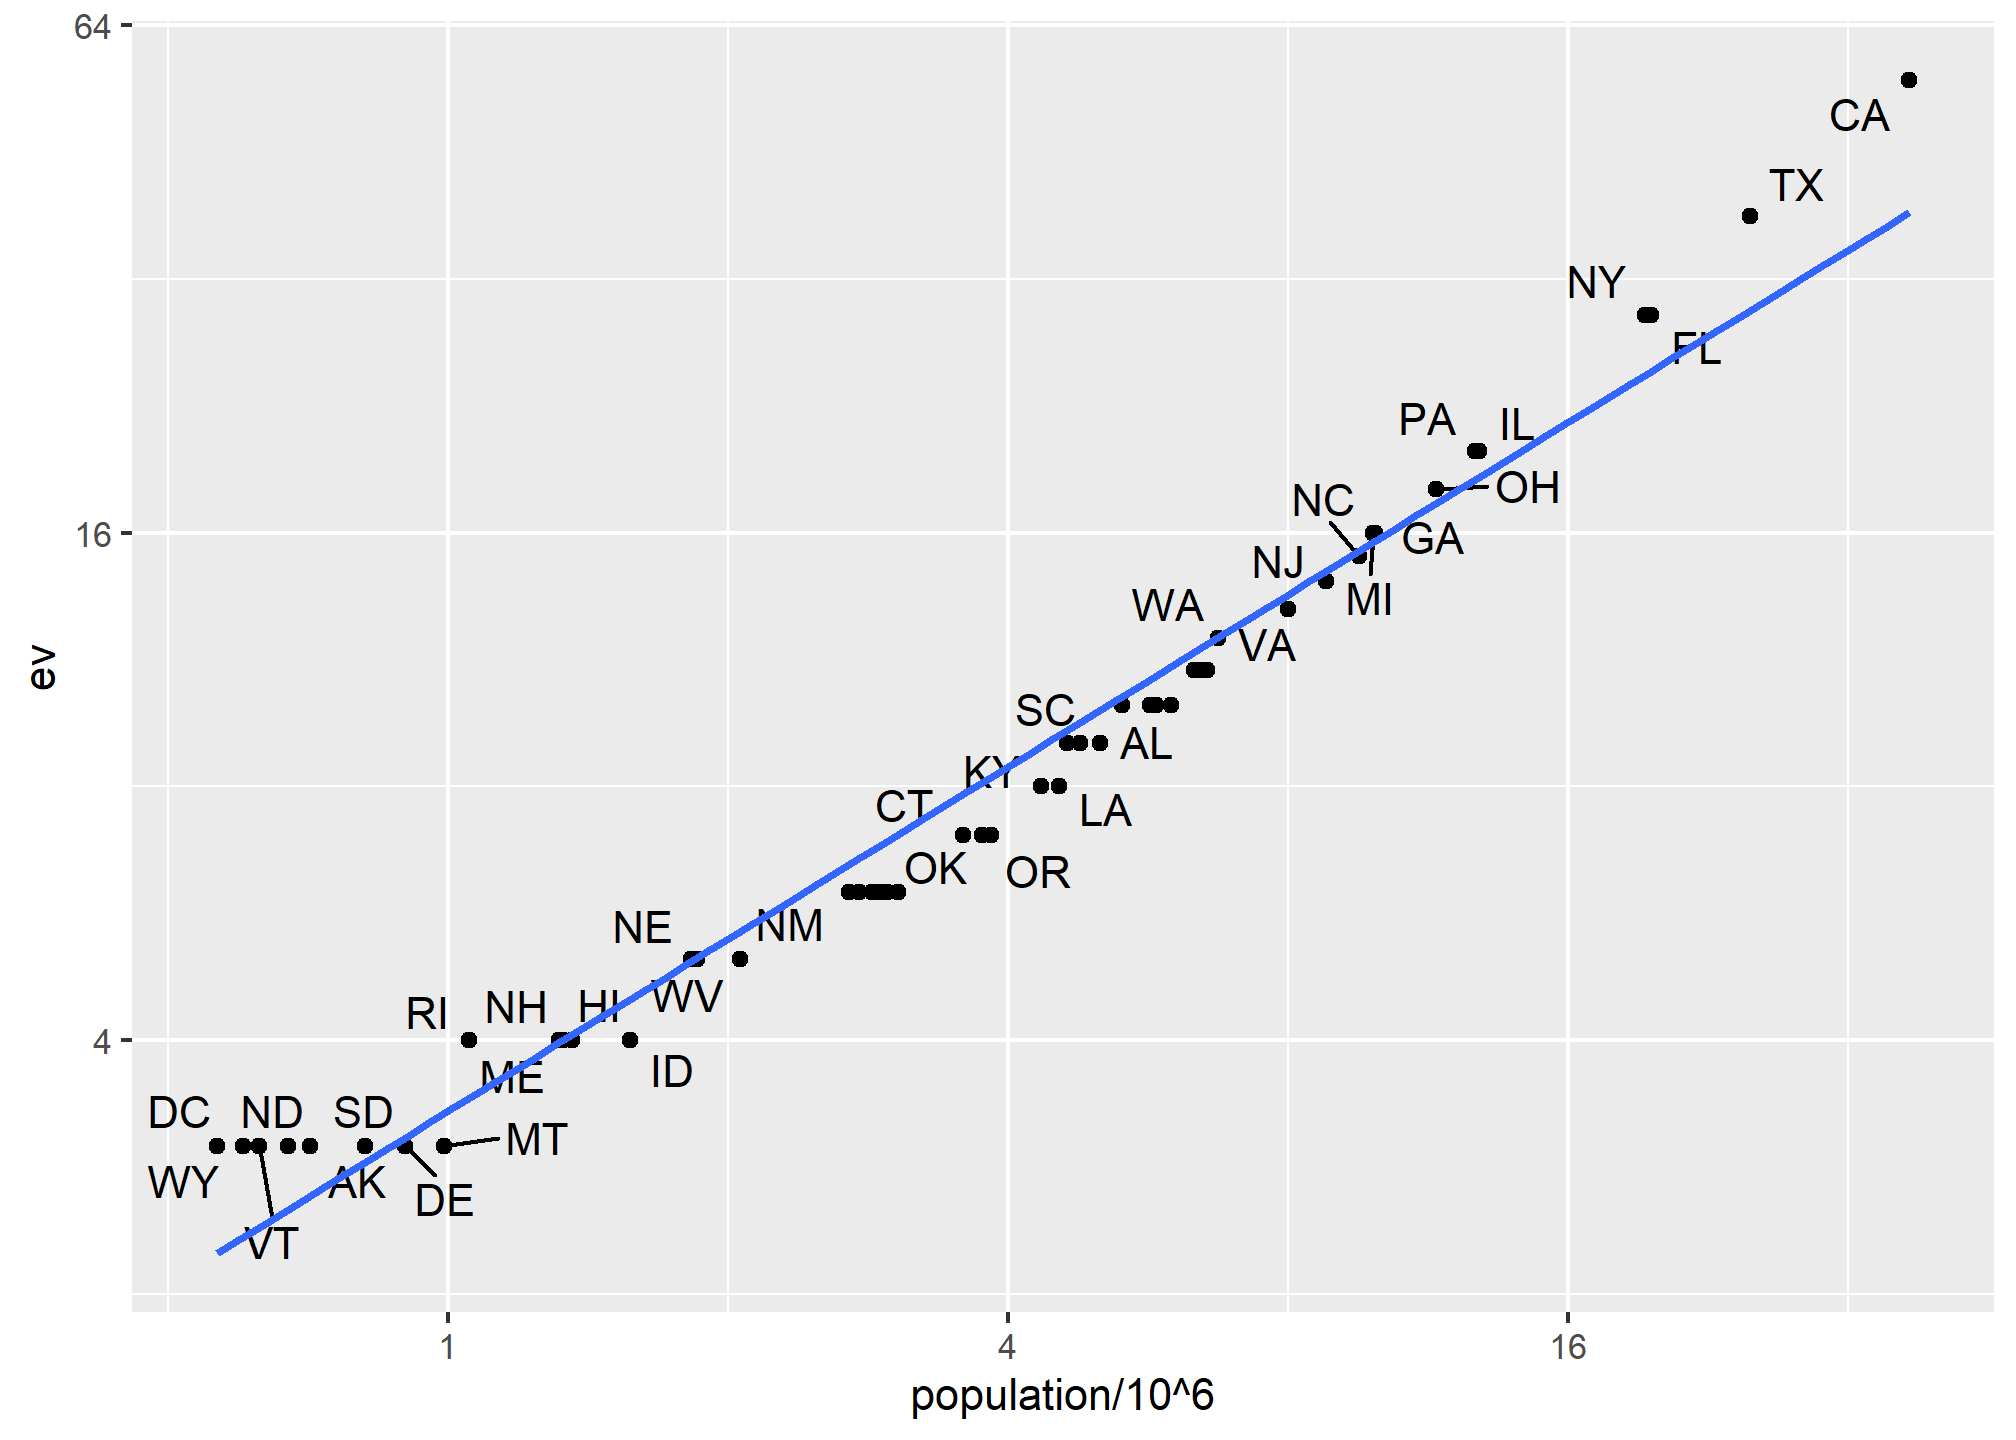 64
CA
TX
NY
FL
PA
IL
OH
NC
16
GA
NJ
MI
WA
VA
ev
SC
AL
KY
CT
LA
OK
OR
NE
NM
WV
RI
NH
HI
4
ME
ID
DC
ND
SD
MT
WY
AK
DE
VT
1
4
16
population/10^6